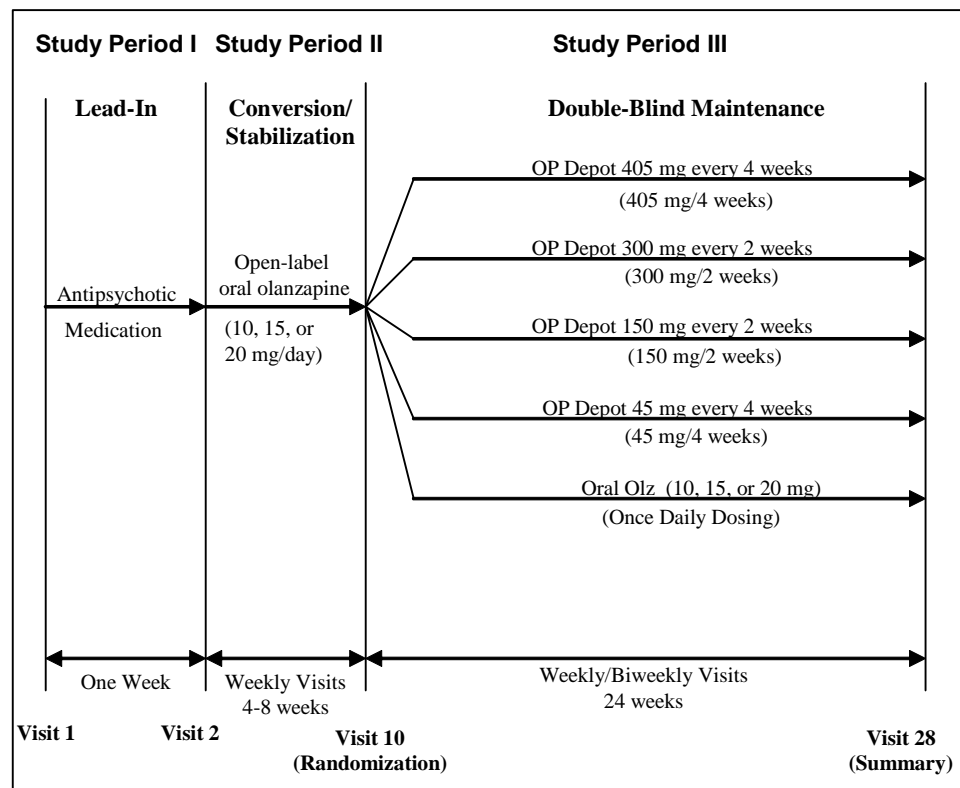 Study Period I
Study Period II
Study Period III
Lead-In
Conversion/
Stabilization
Double-Blind Maintenance
Antipsychotic
Medication
Open-label
oral olanzapine
(10, 15, or
20 mg/day)
OP Depot 405 mg every 4 weeks
(405 mg/4 weeks)
OP Depot 300 mg every 2 weeks
(300 mg/2 weeks)
OP Depot 150 mg every 2 weeks
(150 mg/2 weeks)
OP Depot 45 mg every 4 weeks
(45 mg/4 weeks)
Oral Olz (10, 15, or 20 mg)
(Once Daily Dosing)
One Week
Weekly Visits
4-8 weeks
Weekly/Biweekly Visits
24 weeks
Visit 1
Visit 2
Visit 10
(Randomization)
Visit 28
(Summary)